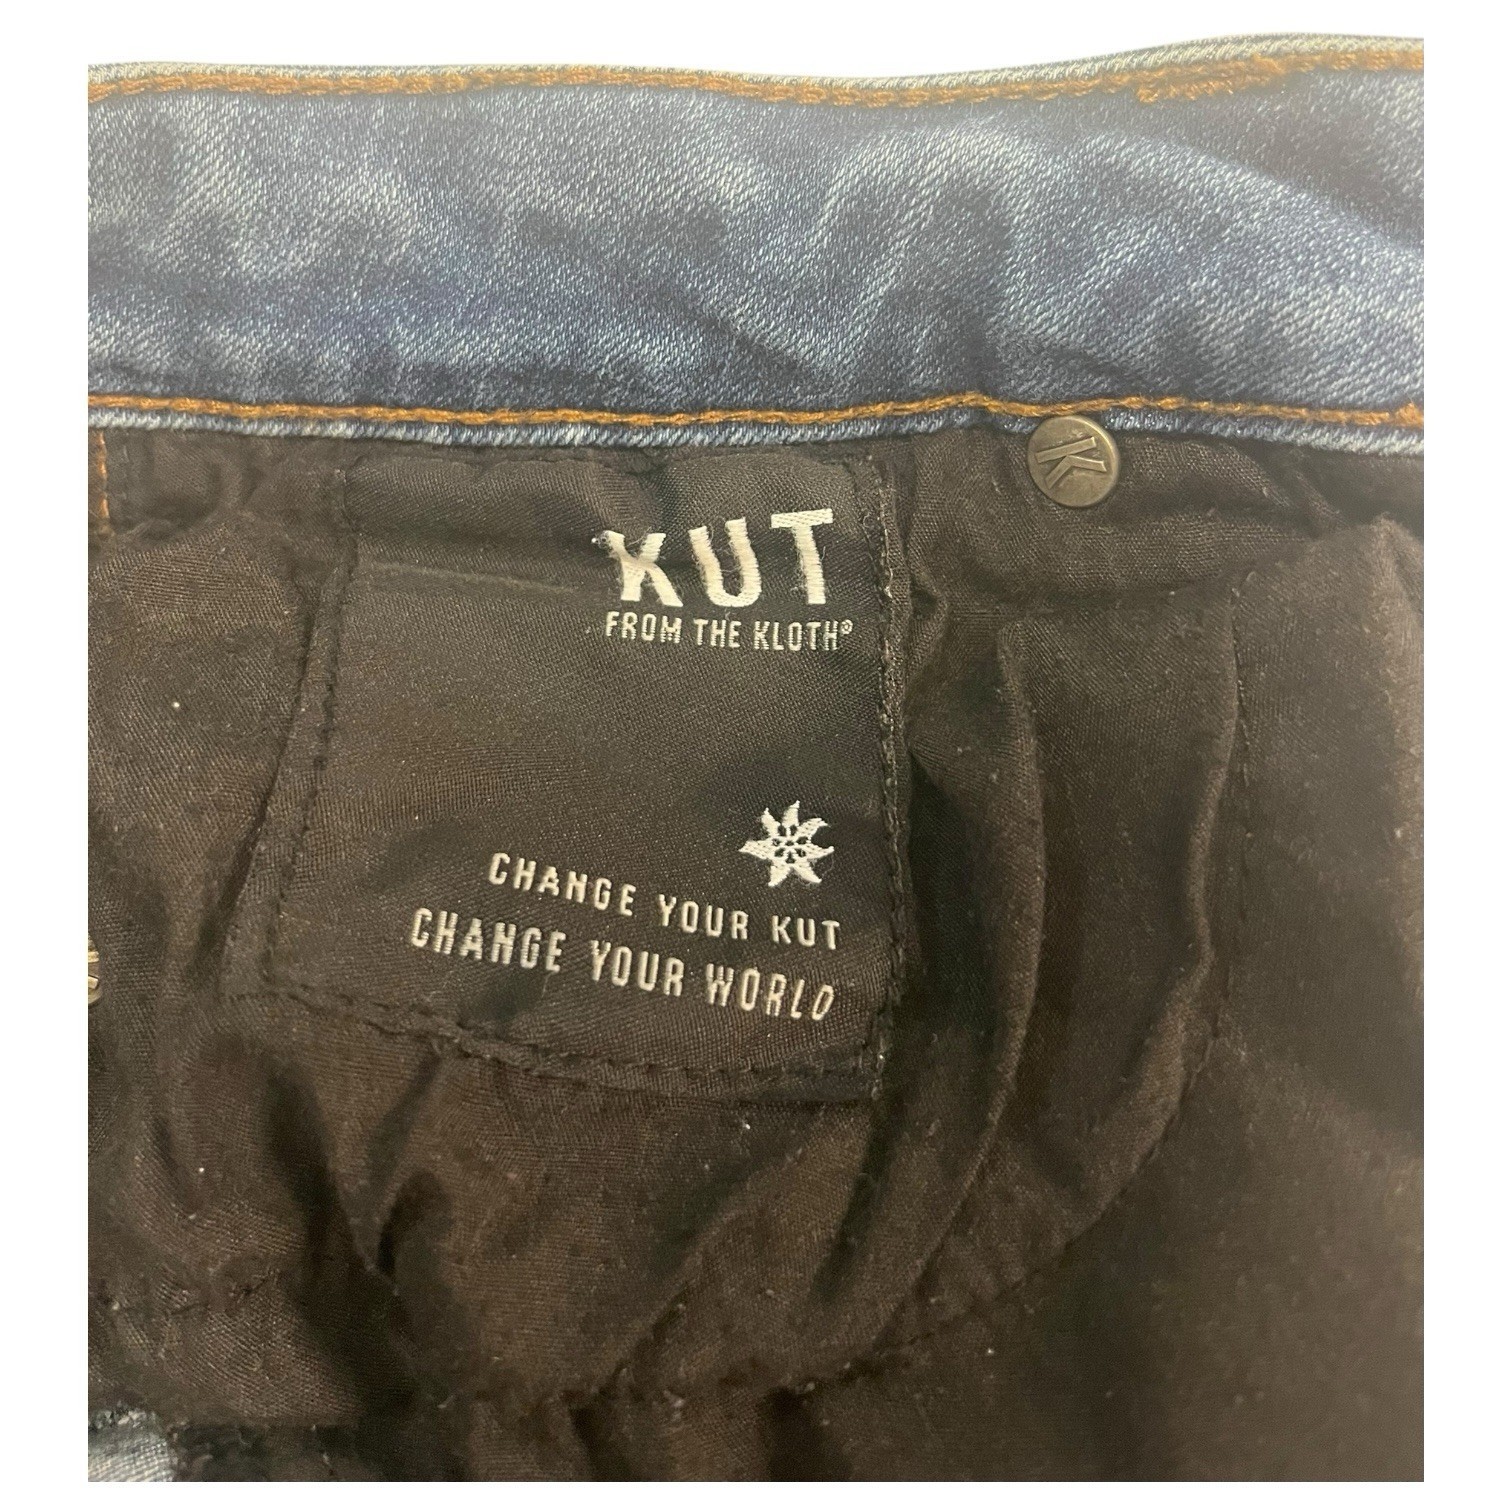 K
KUT
FROM THE KLOTH®
CHANGE YOUR KUT
CHANGE YOUR WORLD